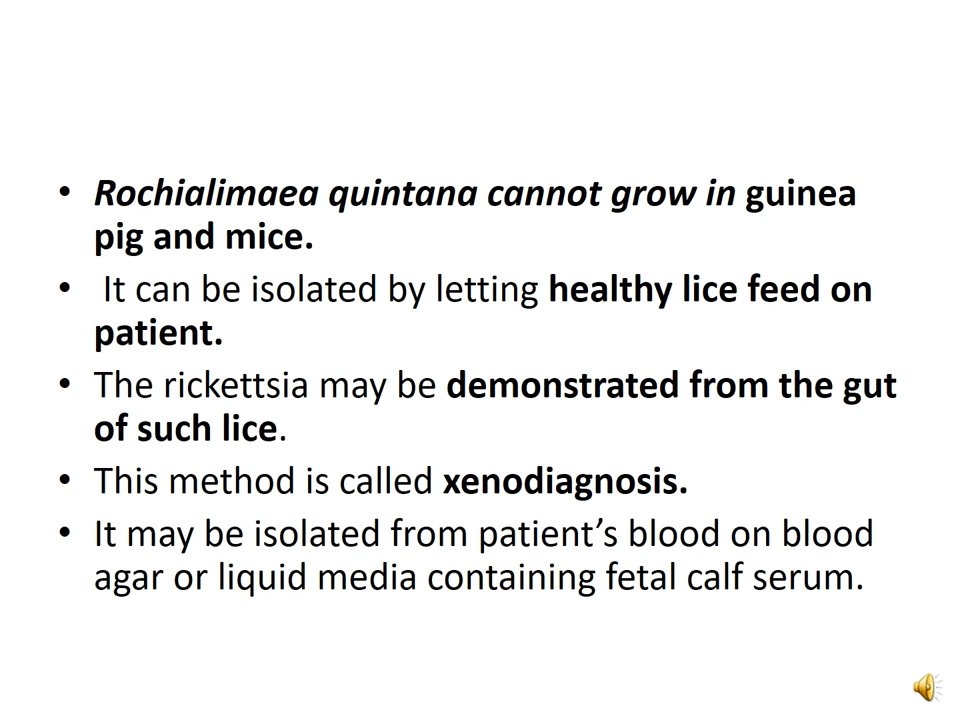 • Rochialimaea quintana cannot grow in guinea
pig and mice.
• It can be isolated by letting healthy lice feed on
patient.
• The rickettsia may be demonstrated from the gut
of such lice.
• This method is called xenodiagnosis.
• It may be isolated from patient’s blood on blood
agar or liquid media containing fetal calf serum.